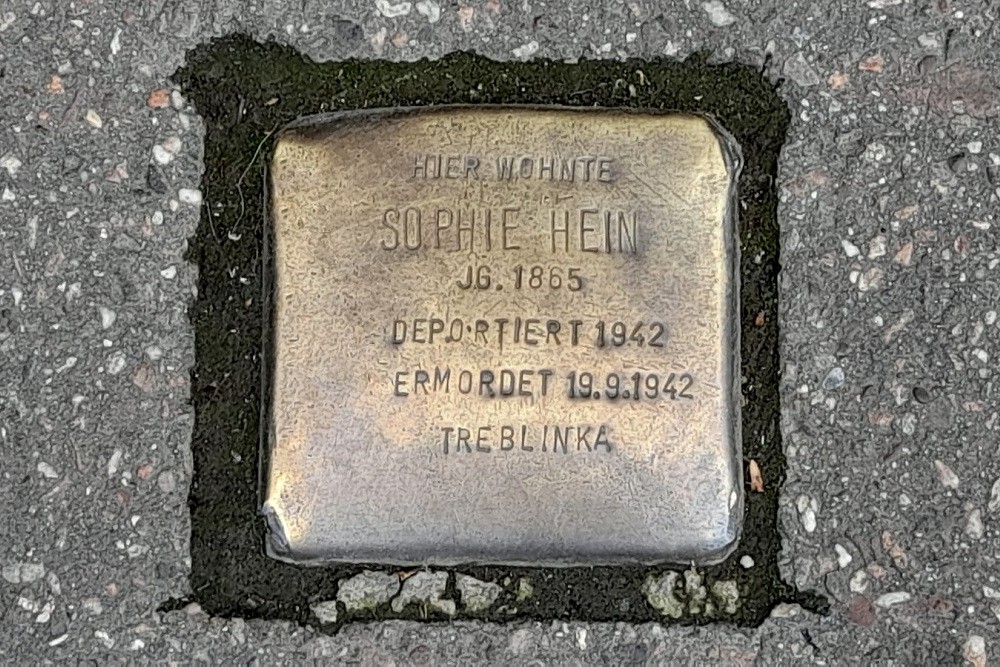 HIER WOHNTE
SOPHIE HEIN
JG. 1865
DEPORTIERT 1942
ERMORDET 19.9.1942
TREBLINKA